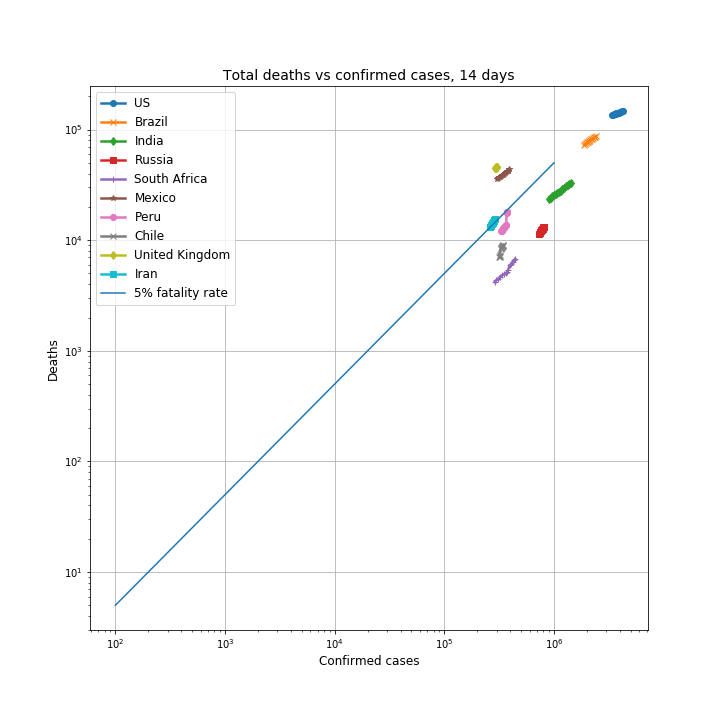 Total deaths vs confirmed cases, 14 days
US
Brazil
India
Russia
South Africa
Mexico
Peru
Chile
United Kingdom
Iran
5% fatality rate
Deaths
10⁵
10⁴
10³
10²
10¹
10² 10³ 10⁴ 10⁵ 10⁶
Confirmed cases